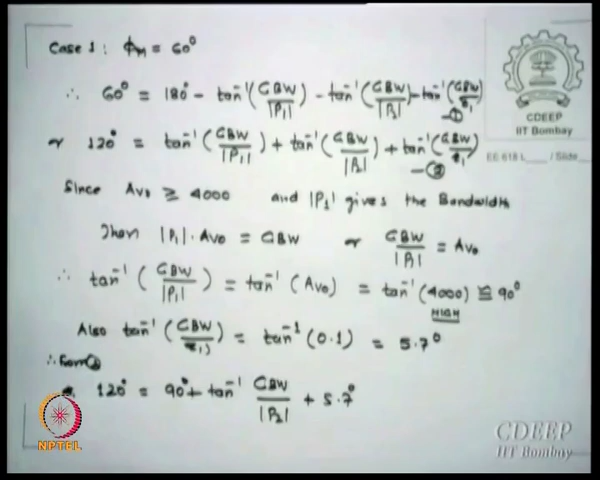 Case 1 : ϕM = 60°
∴ 60° = 180° - tan⁻¹(GBW/|P1|) - tan⁻¹(GBW/|P2|) - tan⁻¹(GBW/z1) —①
or 120° = tan⁻¹(GBW/|P1|) + tan⁻¹(GBW/|P2|) + tan⁻¹(GBW/z1) —②
Since Avo ≥ 4000 and |P1| gives the Bandwidth
Then |P1|. Avo = GBW or GBW/|P1| = Avo
∴ tan⁻¹(GBW/|P1|) = tan⁻¹(Avo) = tan⁻¹(4000) ≅ 90°
HIGH
Also tan⁻¹(GBW/z1) = tan⁻¹(0.1) = 5.7°
∴ from ②
120° = 90° + tan⁻¹ GBW/|P2| + 5.7°
CDEEP
IIT Bombay
EE 618 L___ / Slide
NPTEL
CDEEP
IIT Bombay